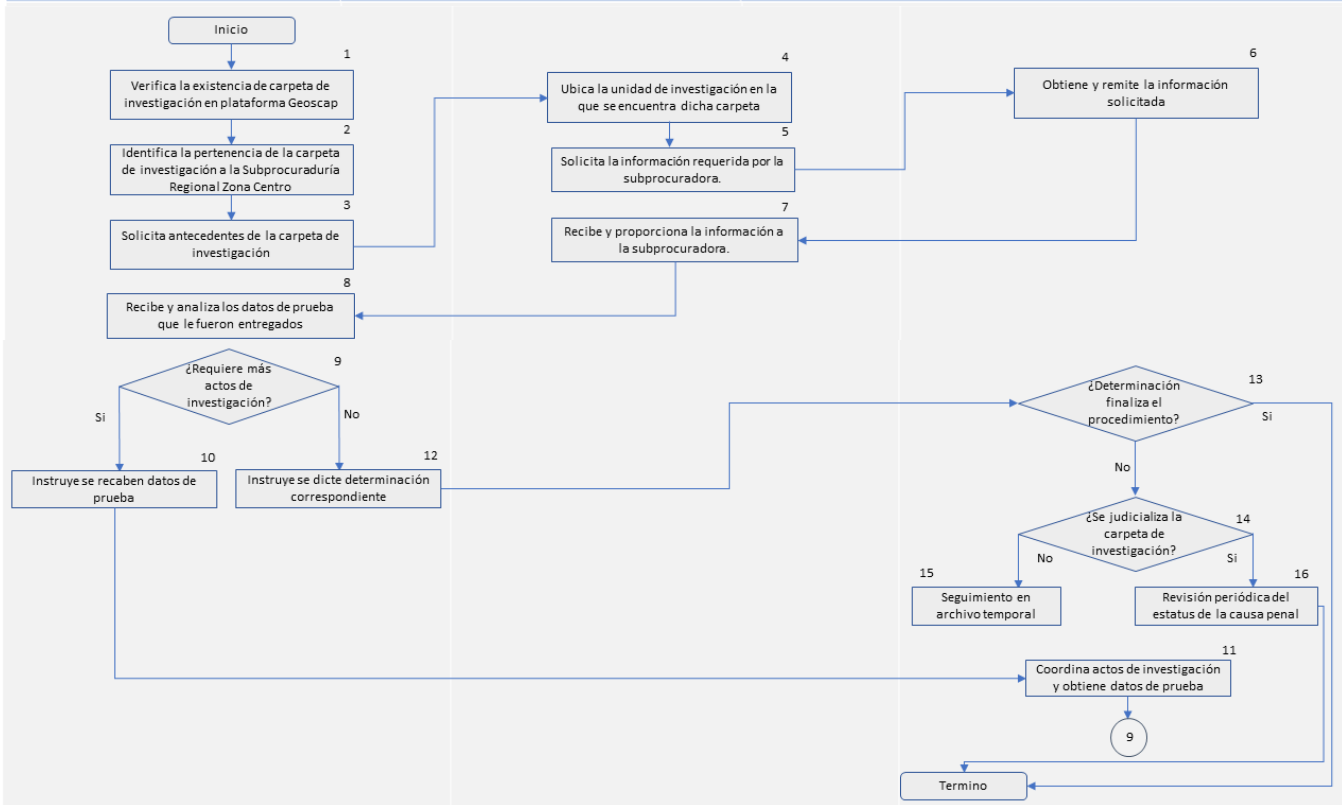 Inicio
1
Verifica la existencia de carpeta de
investigación en plataforma Geoscap
2
Identifica la pertenencia de la carpeta
de investigación a la Subprocuraduría
Regional Zona Centro
3
Solicita antecedentes de la carpeta de
investigación
4
Ubica la unidad de investigación en la
que se encuentra dicha carpeta
5
Solicita la información requerida por la
subprocuradora.
6
Obtiene y remite la información
solicitada
7
Recibe y proporciona la información a
la subprocuradora.
8
Recibe y analiza los datos de prueba
que le fueron entregados
9
¿Requiere más
actos de
investigación?
Si
No
10
Instruye se recaben datos de
prueba
12
Instruye se dicte determinación
correspondiente
13
¿Determinación
finaliza el
procedimiento?
Si
No
14
¿Se judicializa la
carpeta de
investigación?
No
Si
15
Seguimiento en
archivo temporal
16
Revisión periódica del
estatus de la causa penal
11
Coordina actos de investigación
y obtiene datos de prueba
9
Termino